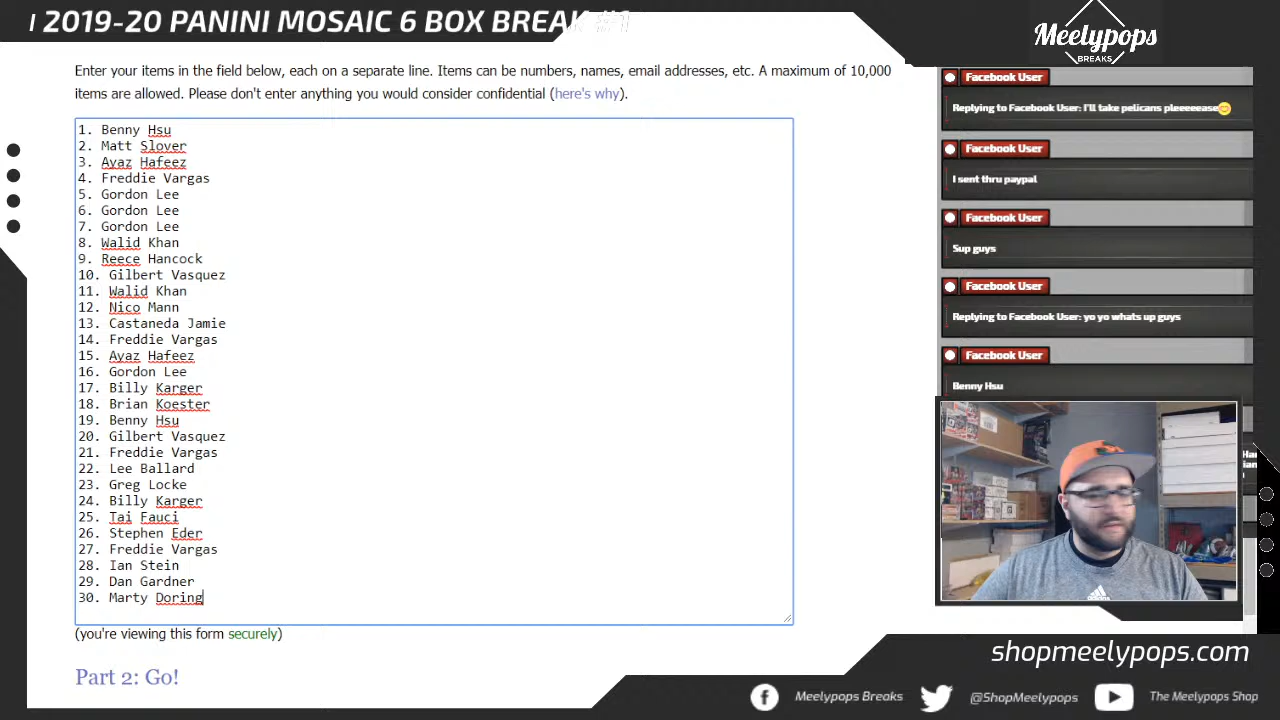 2019-20 PANINI MOSAIC 6 BOX BREAK #1
Enter your items in the field below, each on a separate line. Items can be numbers, names, email addresses, etc. A maximum of 10,000
items are allowed. Please don't enter anything you would consider confidential (here's why).
1. Benny Hsu
2. Matt Slover
3. Ayaz Hafeez
4. Freddie Vargas
5. Gordon Lee
6. Gordon Lee
7. Gordon Lee
8. Walid Khan
9. Reece Hancock
10. Gilbert Vasquez
11. Walid Khan
12. Nico Mann
13. Castaneda Jamie
14. Freddie Vargas
15. Ayaz Hafeez
16. Gordon Lee
17. Billy Karger
18. Brian Koester
19. Benny Hsu
20. Gilbert Vasquez
21. Freddie Vargas
22. Lee Ballard
23. Greg Locke
24. Billy Karger
25. Tai Fauci
26. Stephen Eder
27. Freddie Vargas
28. Ian Stein
29. Dan Gardner
30. Marty Doring
(you're viewing this form securely)
Part 2: Go!
Meelypops
BREAKS
Facebook User
Replying to Facebook User: I'll take pelicans pleeeeease😁
Facebook User
I sent thru paypal
Facebook User
Sup guys
Facebook User
Replying to Facebook User: yo yo whats up guys
Facebook User
Benny Hsu
shopmeelypops.com
Meelypops Breaks
@ShopMeelypops
The Meelypops Shop